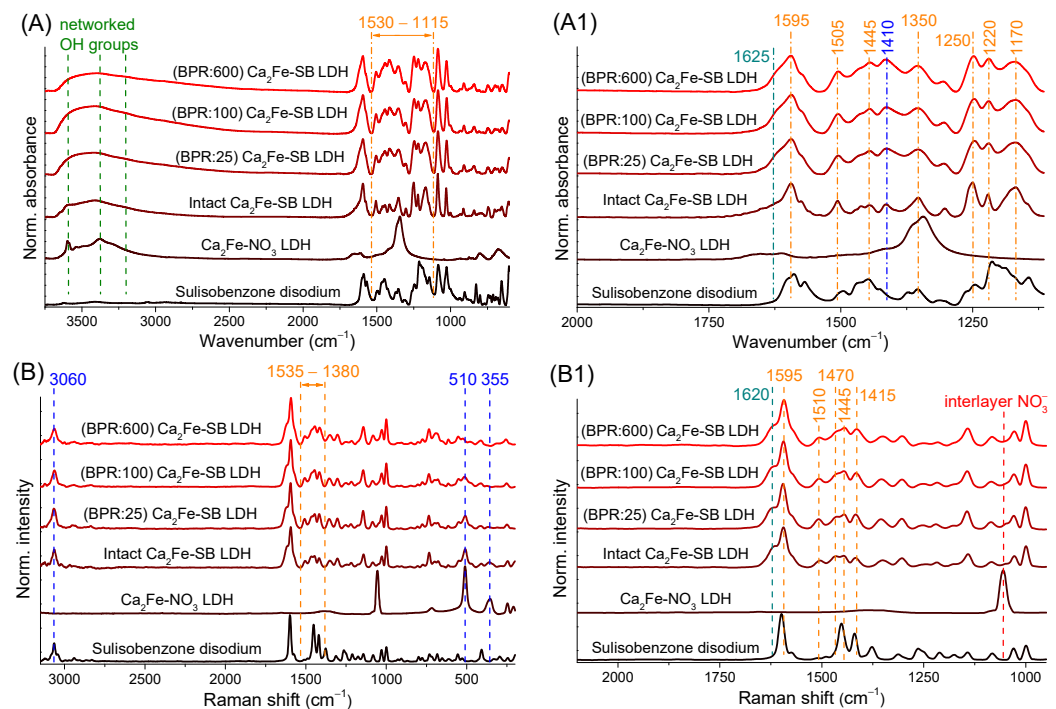 (A)
networked
OH groups
1530 – 1115
(BPR:600) Ca₂Fe-SB LDH
(BPR:100) Ca₂Fe-SB LDH
(BPR:25) Ca₂Fe-SB LDH
Intact Ca₂Fe-SB LDH
Ca₂Fe-NO₃ LDH
Sulisobenzone disodium
Norm. absorbance
3500 3000 2500 2000 1500 1000
Wavenumber (cm⁻¹)
(A1)
1625
1595
1505
1445
1410
1350
1250
1220
1170
(BPR:600) Ca₂Fe-SB LDH
(BPR:100) Ca₂Fe-SB LDH
(BPR:25) Ca₂Fe-SB LDH
Intact Ca₂Fe-SB LDH
Ca₂Fe-NO₃ LDH
Sulisobenzone disodium
Norm. absorbance
2000 1750 1500 1250
Wavenumber (cm⁻¹)
(B)
3060
1535 – 1380
510 355
(BPR:600) Ca₂Fe-SB LDH
(BPR:100) Ca₂Fe-SB LDH
(BPR:25) Ca₂Fe-SB LDH
Intact Ca₂Fe-SB LDH
Ca₂Fe-NO₃ LDH
Sulisobenzone disodium
Norm. intensity
3000 2500 2000 1500 1000 500
Raman shift (cm⁻¹)
(B1)
1620
1595
1510
1470
1445
1415
interlayer NO₃⁻
(BPR:600) Ca₂Fe-SB LDH
(BPR:100) Ca₂Fe-SB LDH
(BPR:25) Ca₂Fe-SB LDH
Intact Ca₂Fe-SB LDH
Ca₂Fe-NO₃ LDH
Sulisobenzone disodium
Norm. intensity
2000 1750 1500 1250 1000
Raman shift (cm⁻¹)